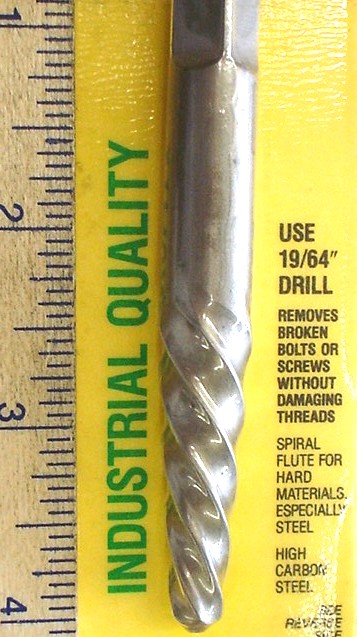 1
2
3
4
INDUSTRIAL QUALITY
USE
19/64"
DRILL
REMOVES
BROKEN
BOLTS OR
SCREWS
WITHOUT
DAMAGING
THREADS
SPIRAL
FLUTE FOR
HARD
MATERIALS.
ESPECIALLY
STEEL
HIGH
CARBON
STEEL
REVERSE